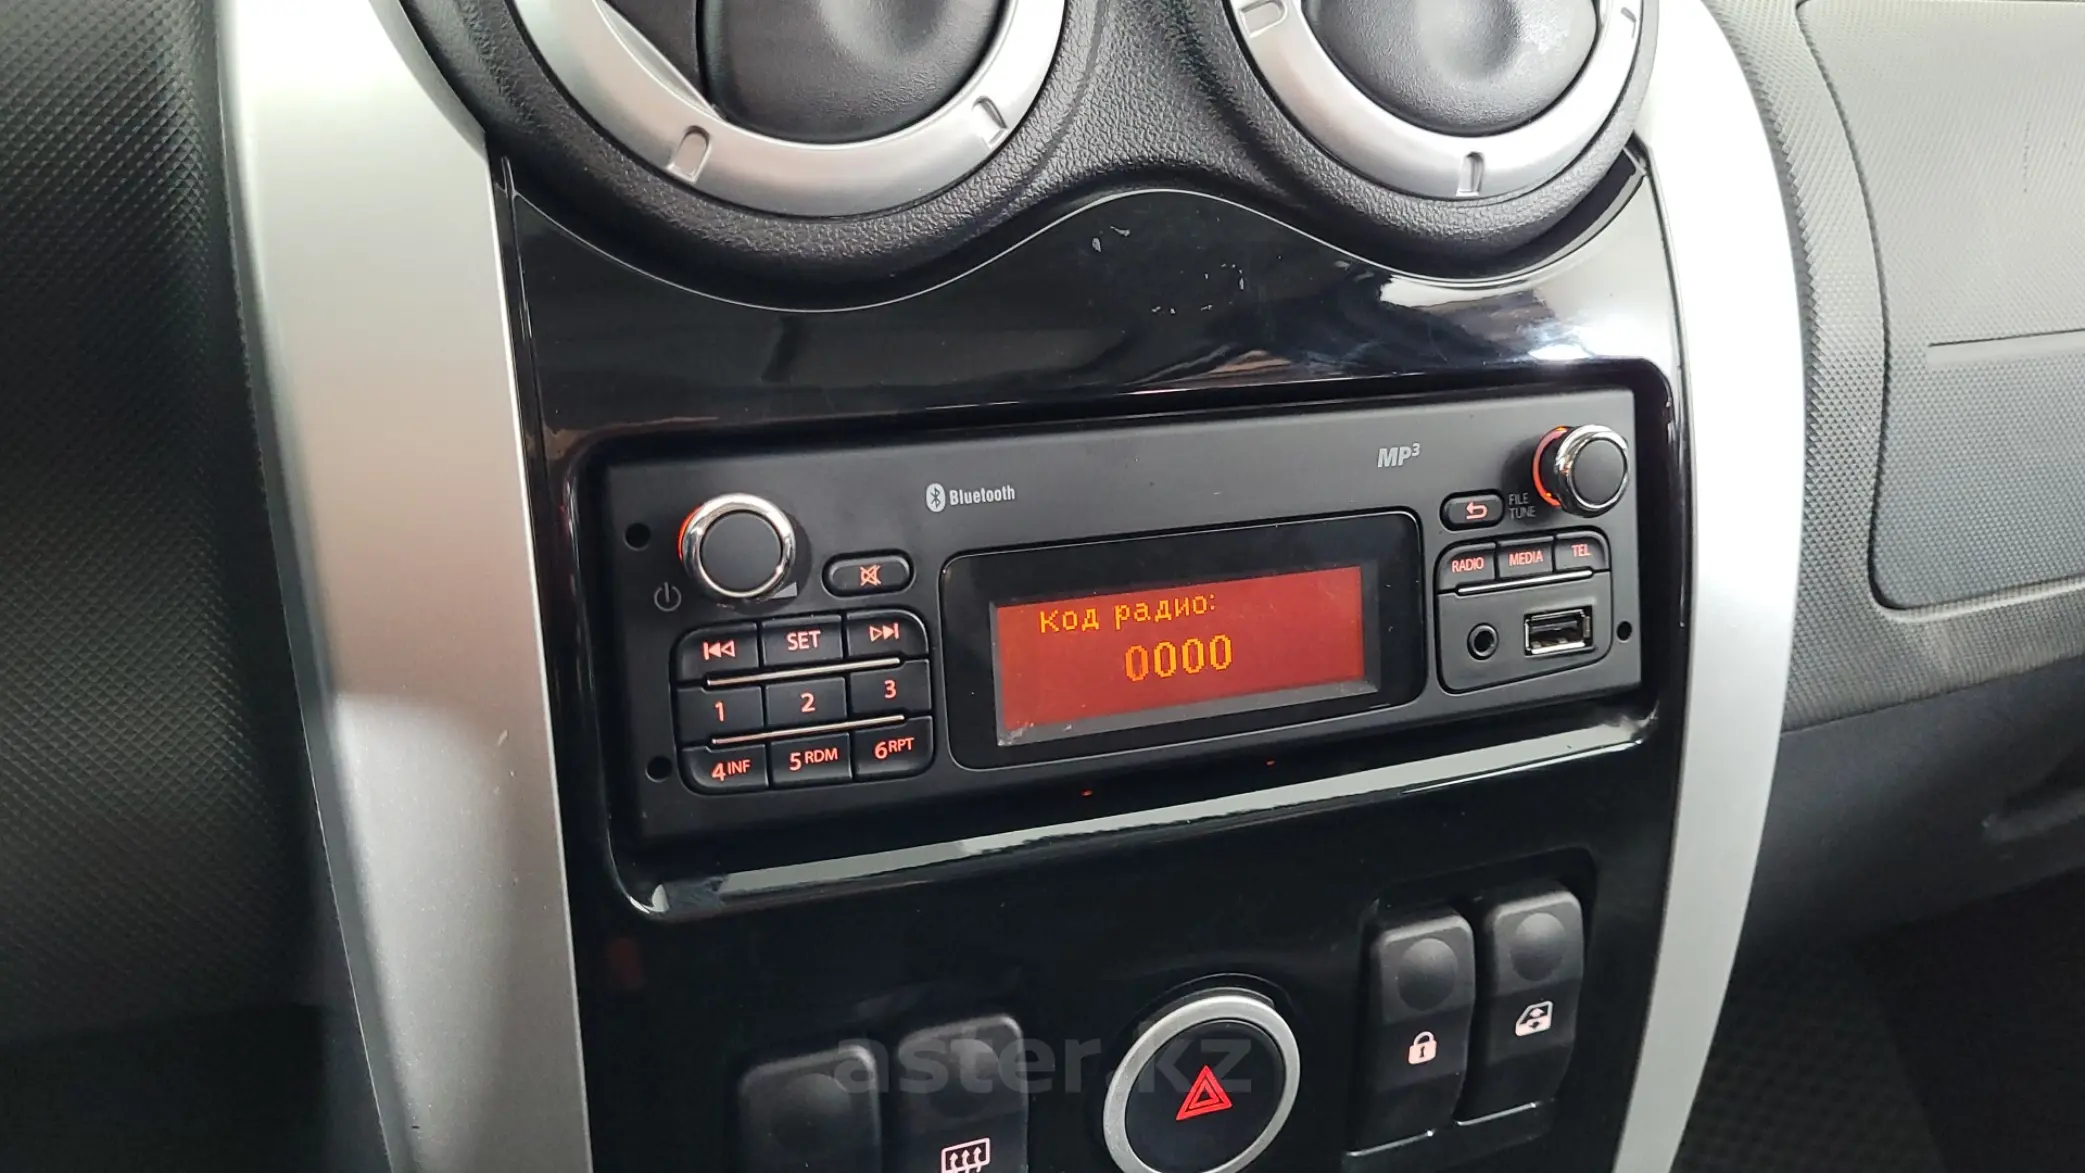 Bluetooth
MP3
FILE
TUNE
RADIO
MEDIA
TEL
SET
Код радио:
0000
1
2
3
4 INF
5 RDM
6 RPT
aster.kz